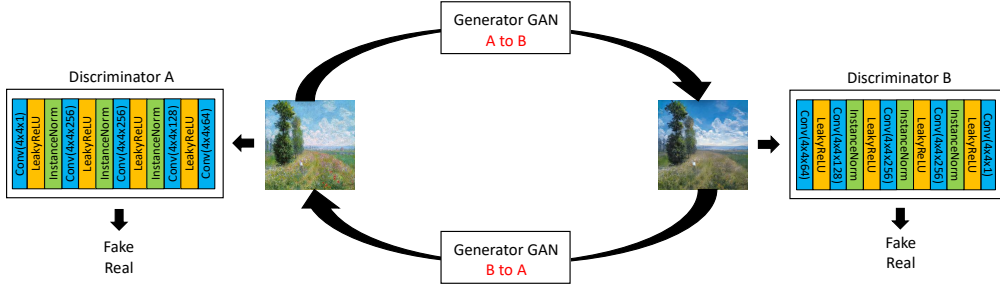 Generator GAN
A to B
Discriminator A
Conv(4x4x1)
LeakyReLU
InstanceNorm
Conv(4x4x256)
LeakyReLU
InstanceNorm
Conv(4x4x256)
LeakyReLU
InstanceNorm
Conv(4x4x128)
LeakyReLU
Conv(4x4x64)
Fake
Real
Discriminator B
Conv(4x4x64)
LeakyReLU
Conv(4x4x128)
InstanceNorm
LeakyReLU
Conv(4x4x256)
InstanceNorm
LeakyReLU
Conv(4x4x256)
InstanceNorm
LeakyReLU
Conv(4x4x1)
Fake
Real
Generator GAN
B to A